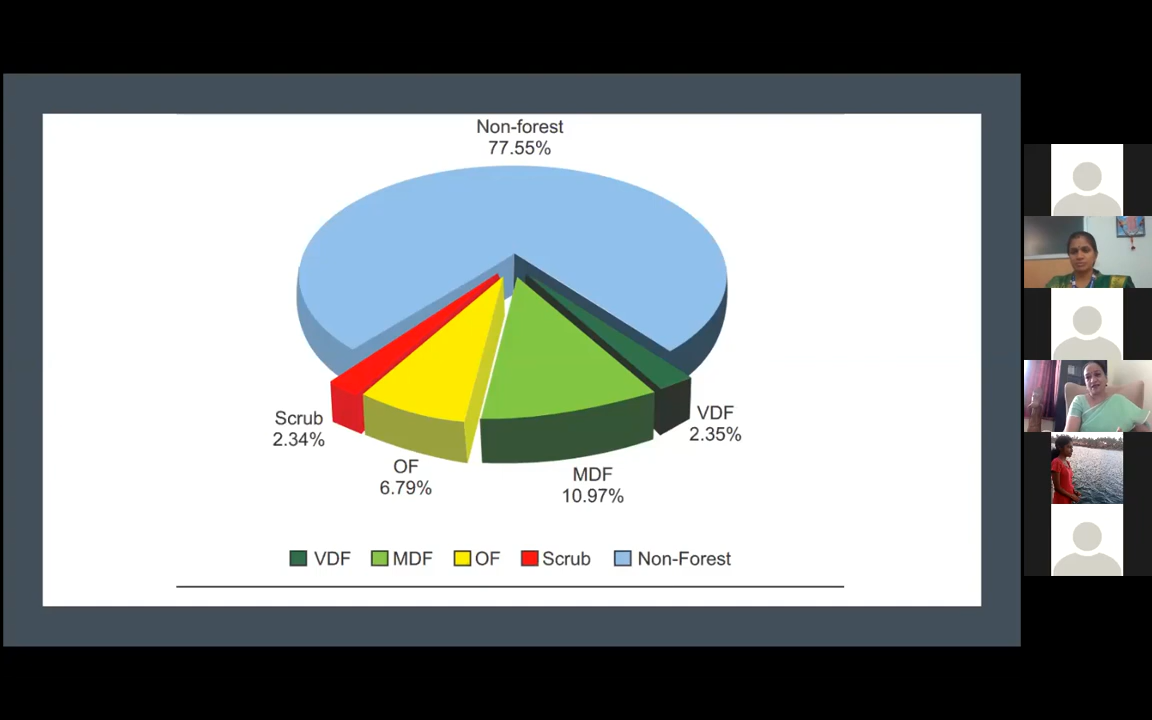 Non-forest
77.55%
Scrub
2.34%
OF
6.79%
MDF
10.97%
VDF
2.35%
VDF MDF OF Scrub Non-Forest